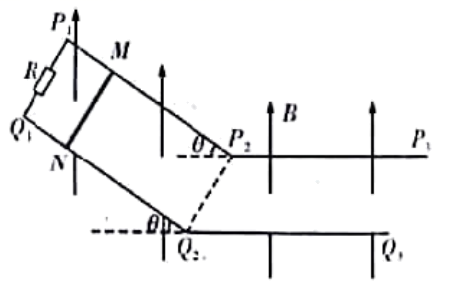 P₁
M
R
Q₁
N
B
θ
P₂
P₃
θ
Q₂
Q₃